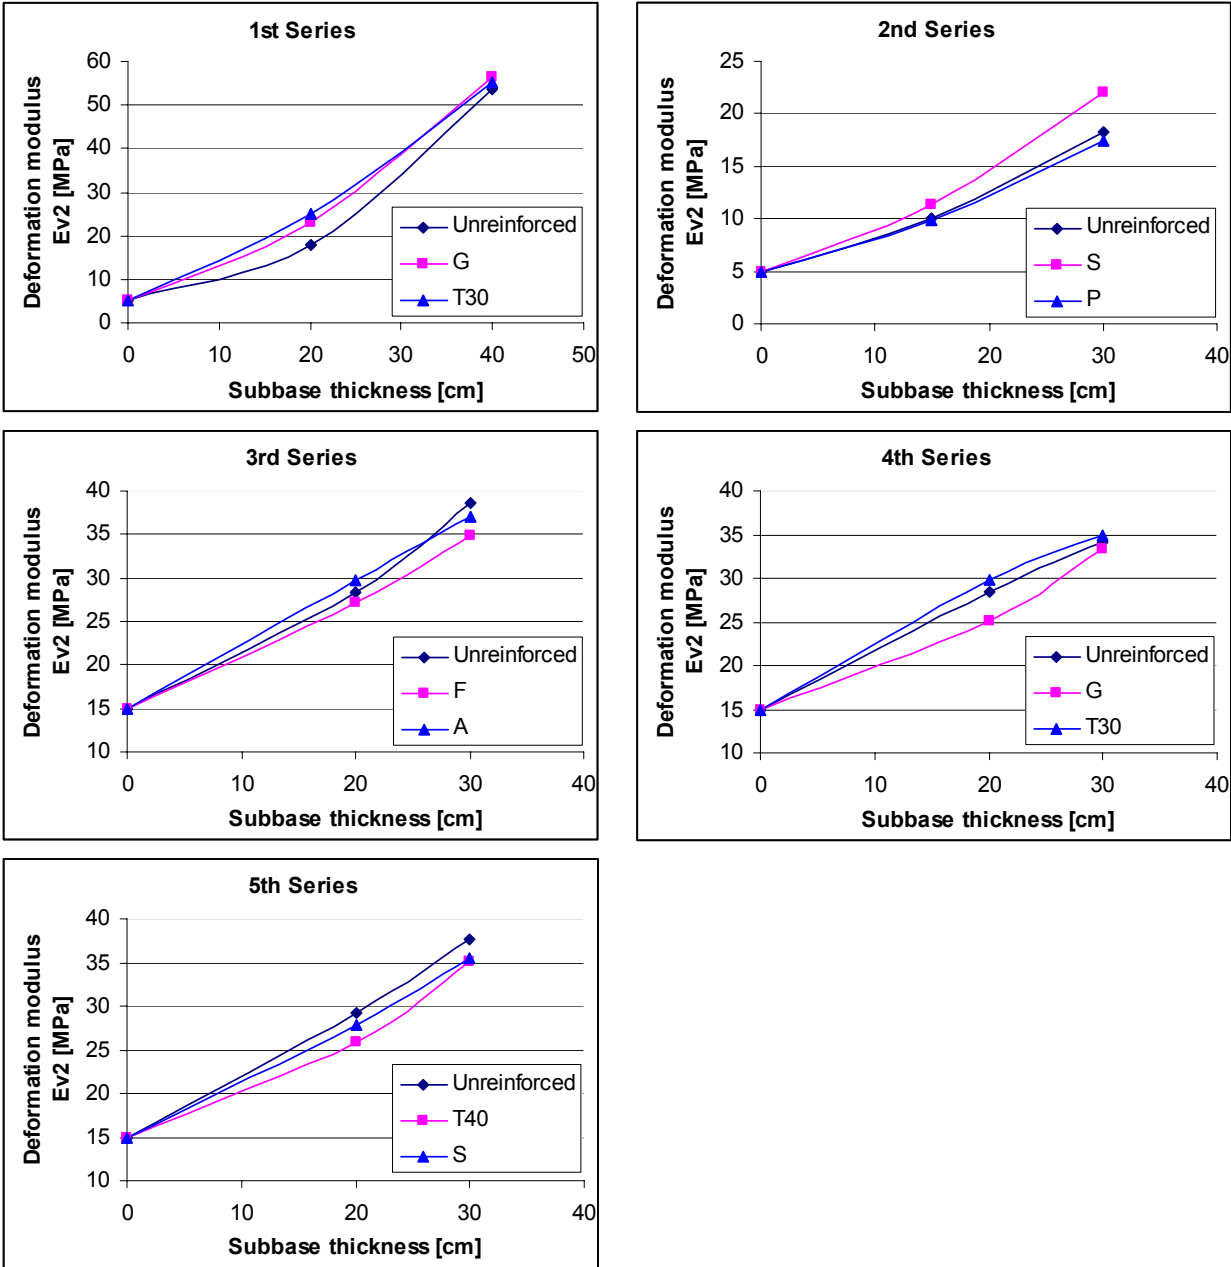 1st Series
Deformation modulus
Ev2 [MPa]
60
50
40
30
20
10
0
Unreinforced
G
T30
0 10 20 30 40 50
Subbase thickness [cm]
2nd Series
Deformation modulus
Ev2 [MPa]
25
20
15
10
5
0
Unreinforced
S
P
0 10 20 30 40
Subbase thickness [cm]
3rd Series
Deformation modulus
Ev2 [MPa]
40
35
30
25
20
15
10
Unreinforced
F
A
0 10 20 30 40
Subbase thickness [cm]
4th Series
Deformation modulus
Ev2 [MPa]
40
35
30
25
20
15
10
Unreinforced
G
T30
0 10 20 30 40
Subbase thickness [cm]
5th Series
Deformation modulus
Ev2 [MPa]
40
35
30
25
20
15
10
Unreinforced
T40
S
0 10 20 30 40
Subbase thickness [cm]